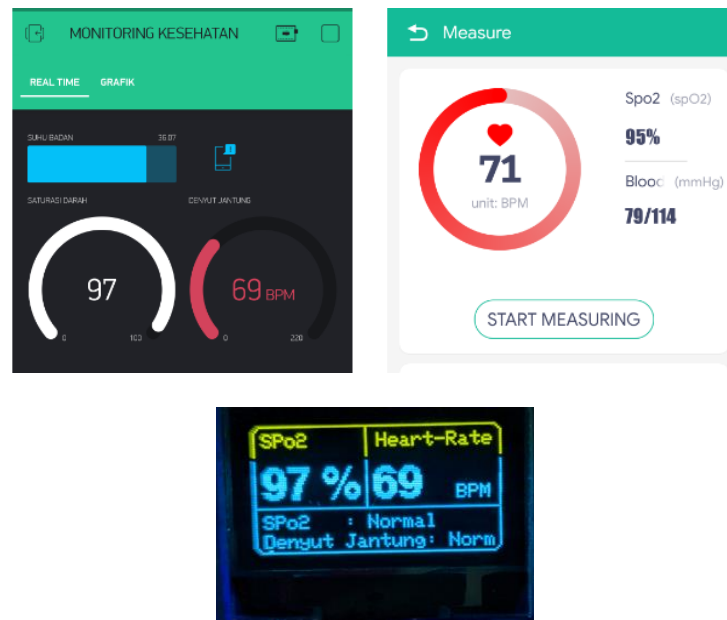 MONITORING KESEHATAN
REAL TIME GRAFIK
SUHU BADAN 36.07
SATURASI DARAH DENYUT JANTUNG
97
69 BPM
0 100 0 220
Measure
71
unit: BPM
Spo2 (spO2)
95%
Blood (mmHg)
79/114
START MEASURING
SPo2 Heart-Rate
97 % 69 BPM
SPo2 : Normal
Denyut Jantung: Norm